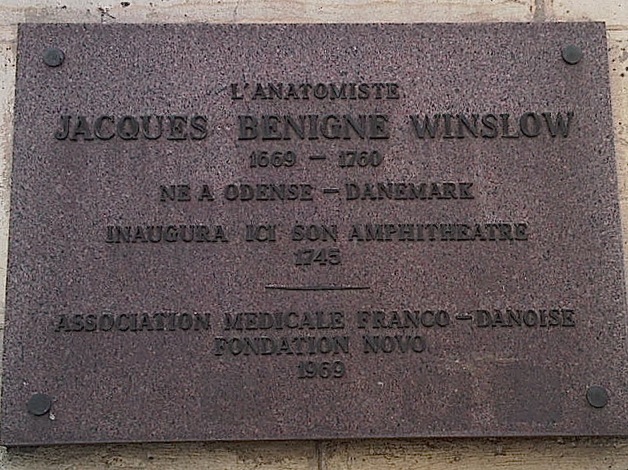 L'ANATOMISTE
JACQUES BENIGNE WINSLOW
1669 – 1760
NE A ODENSE – DANEMARK
INAUGURA ICI SON AMPHITHEATRE
1745
ASSOCIATION MEDICALE FRANCO – DANOISE
FONDATION NOVO
1969